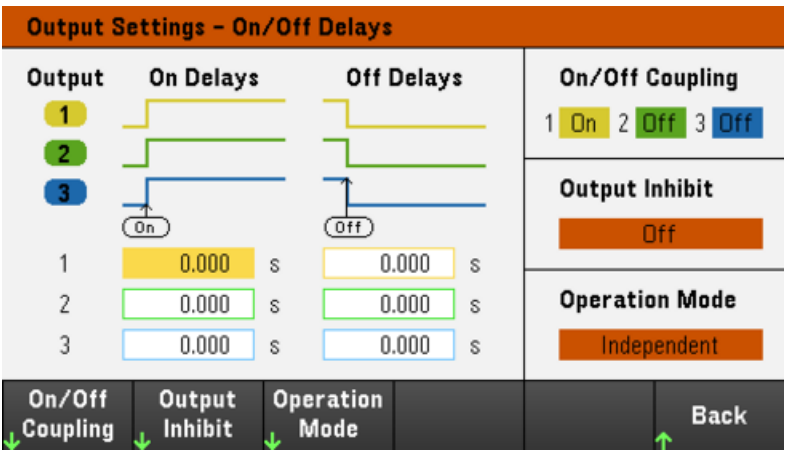 Output Settings - On/Off Delays
Output On Delays Off Delays
1
2
3
On Off
1 0.000 s 0.000 s
2 0.000 s 0.000 s
3 0.000 s 0.000 s
On/Off Coupling
1 On 2 Off 3 Off
Output Inhibit
Off
Operation Mode
Independent
On/Off
Coupling
Output
Inhibit
Operation
Mode
Back